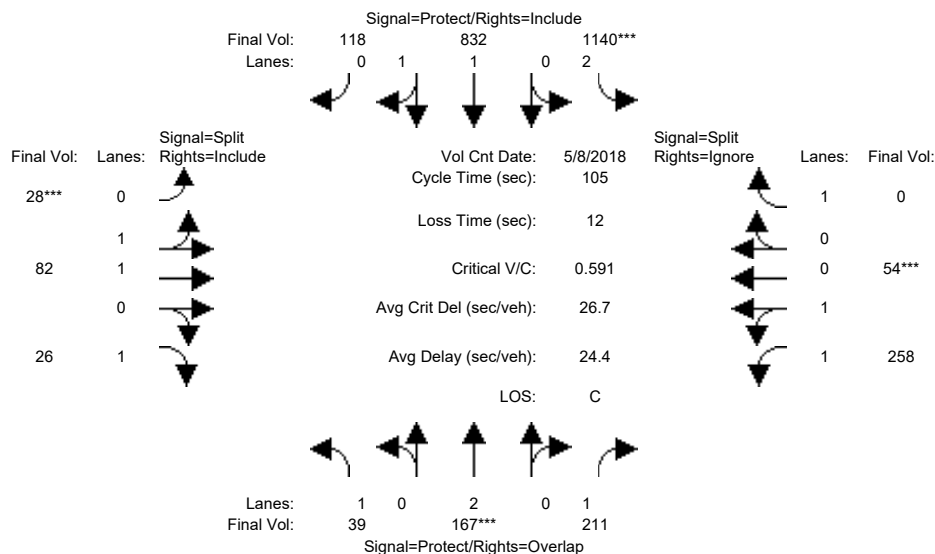 Signal=Protect/Rights=Include
Final Vol: 118 832 1140***
Lanes: 0 1 1 0 2
Signal=Split Signal=Split
Final Vol: Lanes: Rights=Include Vol Cnt Date: 5/8/2018 Rights=Ignore Lanes: Final Vol:
Cycle Time (sec): 105
28*** 0 1 0
Loss Time (sec): 12
1 0
82 1 Critical V/C: 0.591 0 54***
0 Avg Crit Del (sec/veh): 26.7 1
26 1 Avg Delay (sec/veh): 24.4 1 258
LOS: C
Lanes: 1 0 2 0 1
Final Vol: 39 167*** 211
Signal=Protect/Rights=Overlap